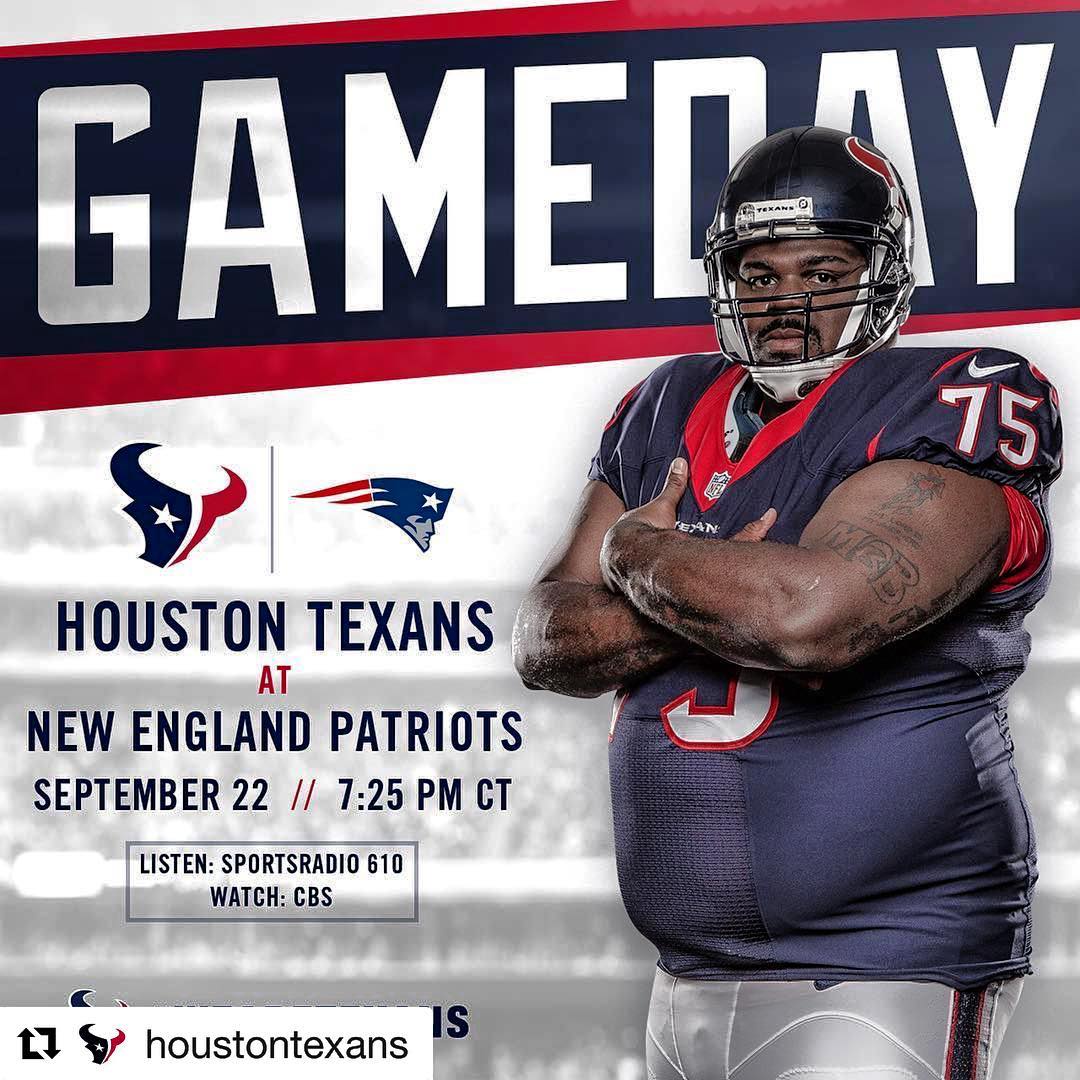 GAMEDAY
TEXANS
75
HOUSTON TEXANS
AT
NEW ENGLAND PATRIOTS
SEPTEMBER 22 // 7:25 PM CT
LISTEN: SPORTSRADIO 610
WATCH: CBS
NFL
houstontexans